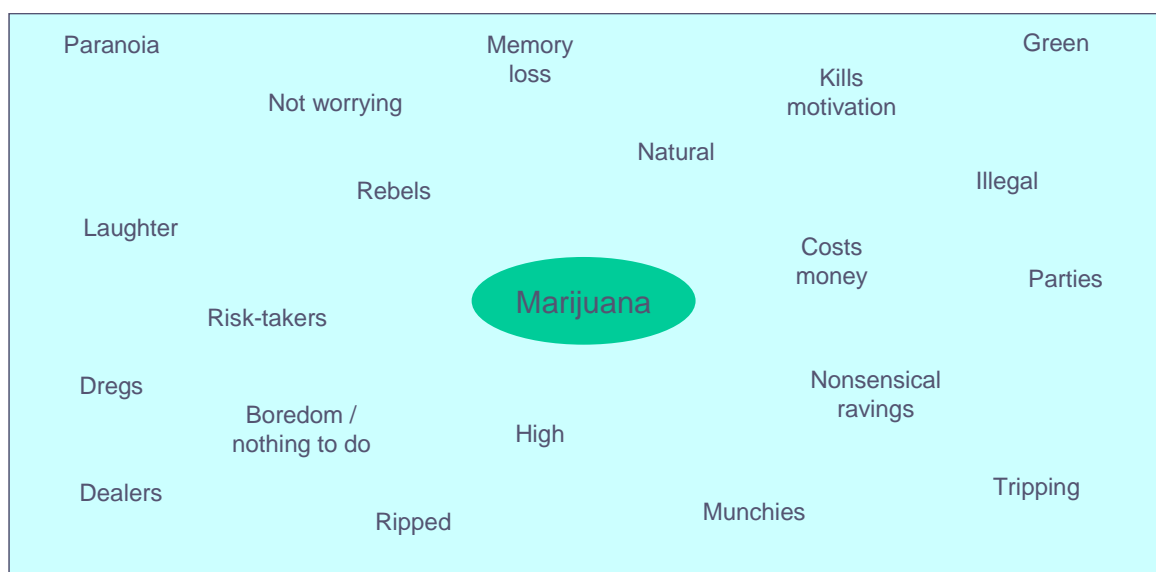 Paranoia
Memory
loss
Green
Kills
motivation
Not worrying
Natural
Illegal
Rebels
Laughter
Costs
money
Parties
Marijuana
Risk-takers
Dregs
Nonsensical
ravings
Boredom /
nothing to do
High
Dealers
Tripping
Munchies
Ripped